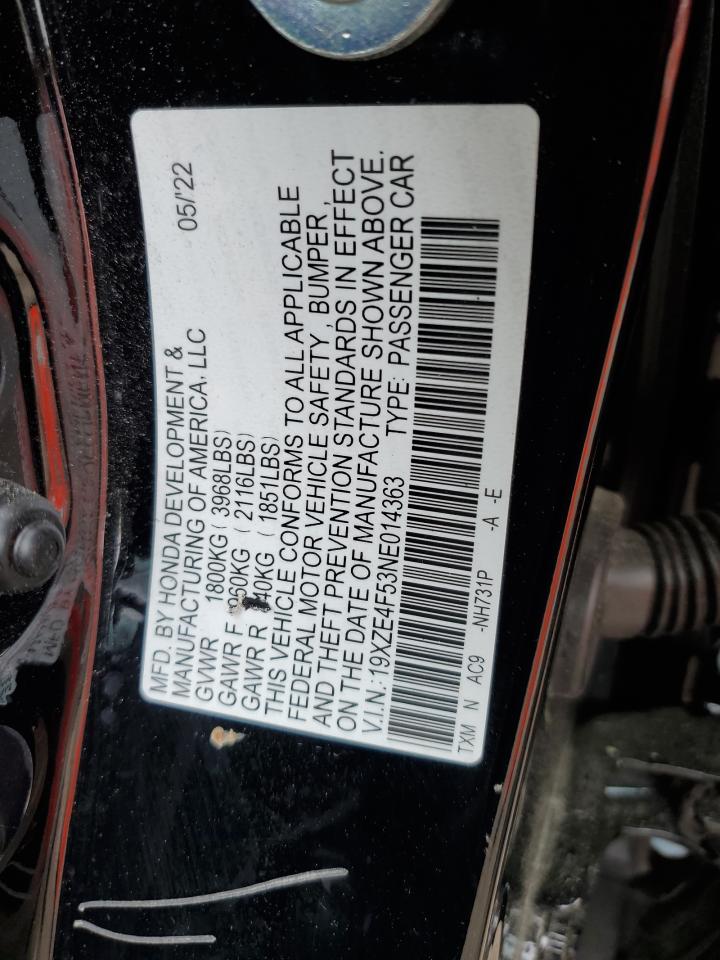 MFD. BY HONDA DEVELOPMENT &
MANUFACTURING OF AMERICA. LLC 05/'22
GVWR 1800KG ( 3968LBS)
GAWR F 60KG ( 2116LBS)
GAWR R 40KG ( 1851LBS)
THIS VEHICLE CONFORMS TO ALL APPLICABLE
FEDERAL MOTOR VEHICLE SAFETY, BUMPER,
AND THEFT PREVENTION STANDARDS IN EFFECT
ON THE DATE OF MANUFACTURE SHOWN ABOVE.
V.I.N: 19XZE4F53NE014363 TYPE: PASSENGER CAR
TXM N AC9 -NH731P -A -E